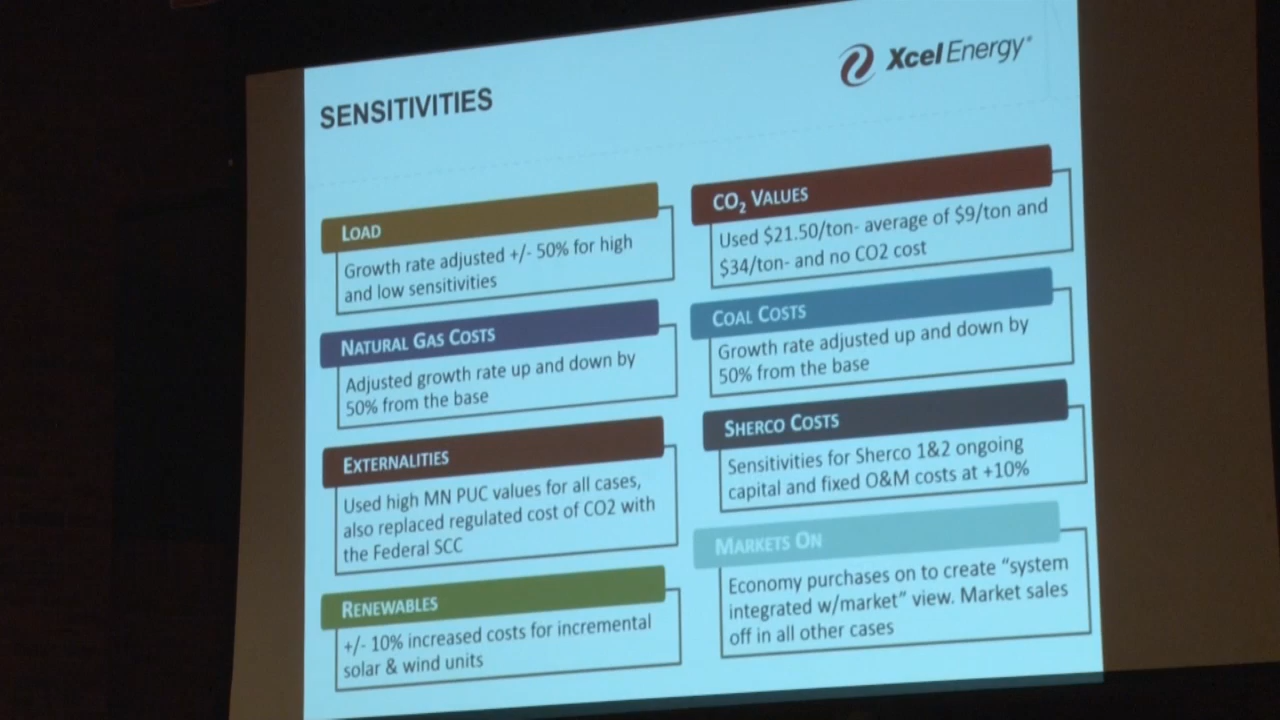 Xcel Energy®
SENSITIVITIES
LOAD
Growth rate adjusted +/- 50% for high
and low sensitivities
NATURAL GAS COSTS
Adjusted growth rate up and down by
50% from the base
EXTERNALITIES
Used high MN PUC values for all cases,
also replaced regulated cost of CO2 with
the Federal SCC
RENEWABLES
+/- 10% increased costs for incremental
solar & wind units
CO₂ VALUES
Used $21.50/ton- average of $9/ton and
$34/ton- and no CO2 cost
COAL COSTS
Growth rate adjusted up and down by
50% from the base
SHERCO COSTS
Sensitivities for Sherco 1&2 ongoing
capital and fixed O&M costs at +10%
MARKETS ON
Economy purchases on to create “system
integrated w/market” view. Market sales
off in all other cases